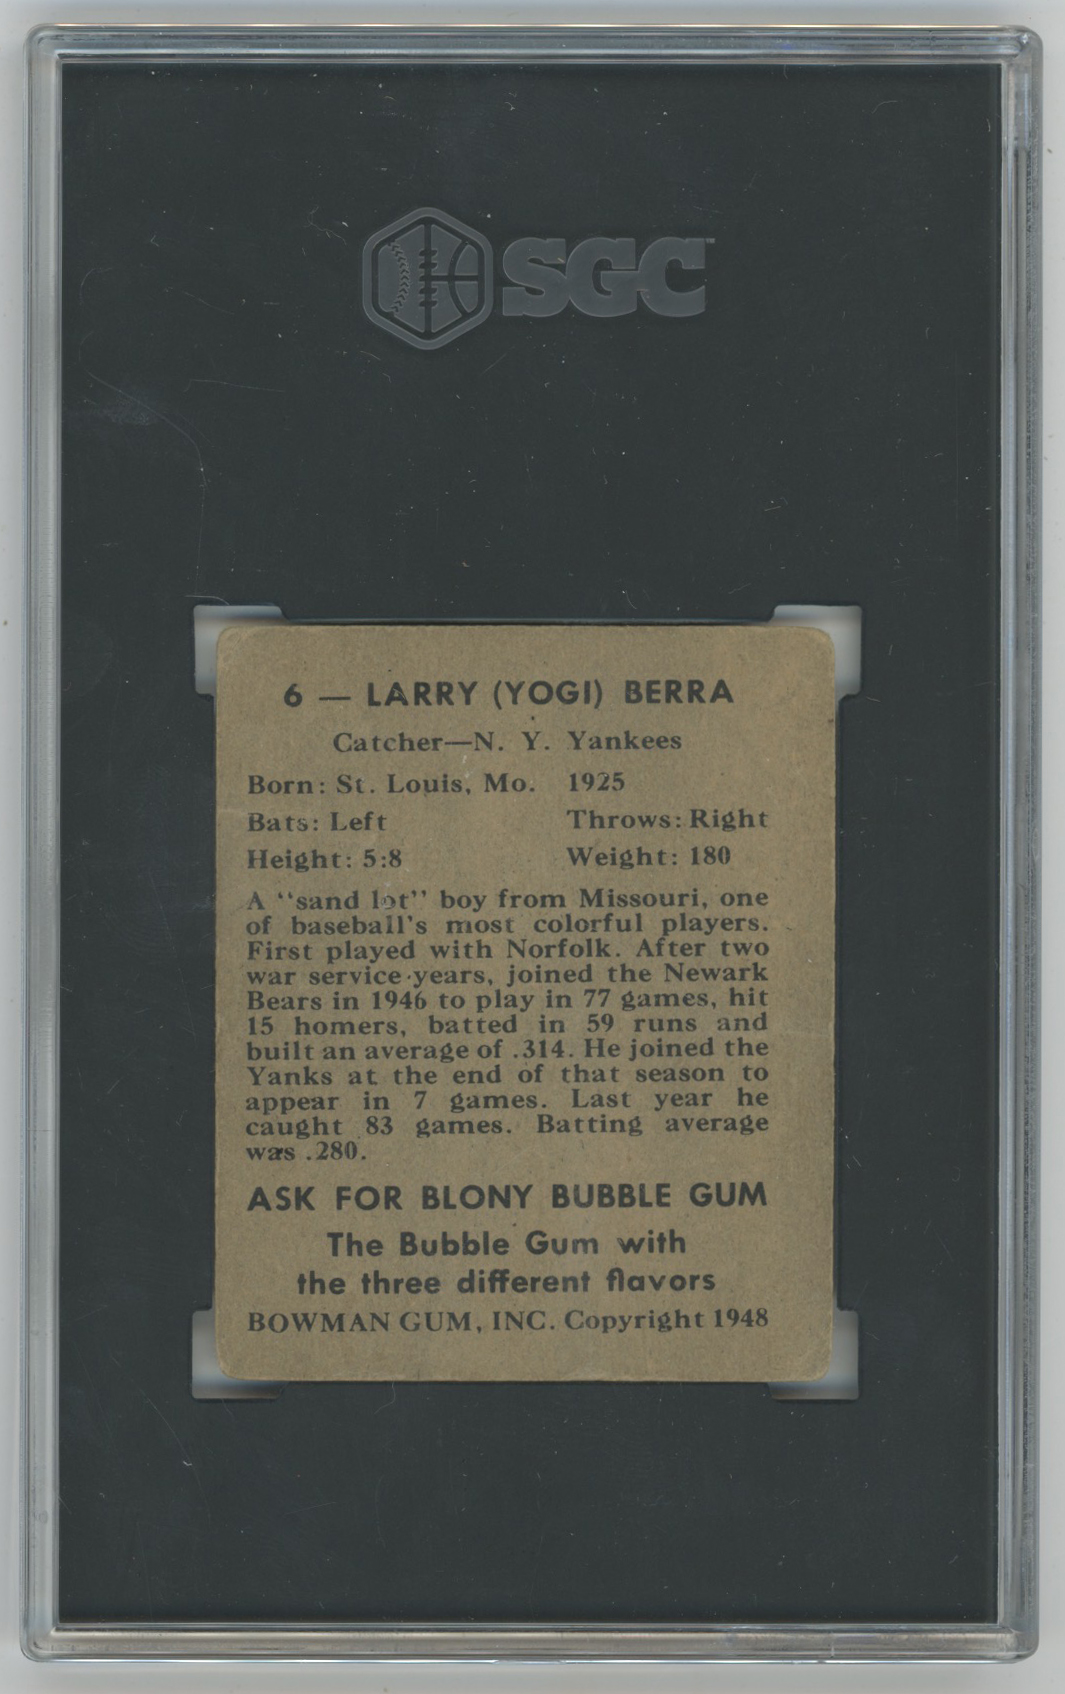 SGC
6 — LARRY (YOGI) BERRA
Catcher—N. Y. Yankees
Born: St. Louis, Mo. 1925
Bats: Left Throws: Right
Height: 5:8 Weight: 180
A "sand lot" boy from Missouri, one
of baseball's most colorful players.
First played with Norfolk. After two
war service years, joined the Newark
Bears in 1946 to play in 77 games, hit
15 homers, batted in 59 runs and
built an average of .314. He joined the
Yanks at the end of that season to
appear in 7 games. Last year he
caught 83 games. Batting average
was .280.
ASK FOR BLONY BUBBLE GUM
The Bubble Gum with
the three different flavors
BOWMAN GUM, INC. Copyright 1948